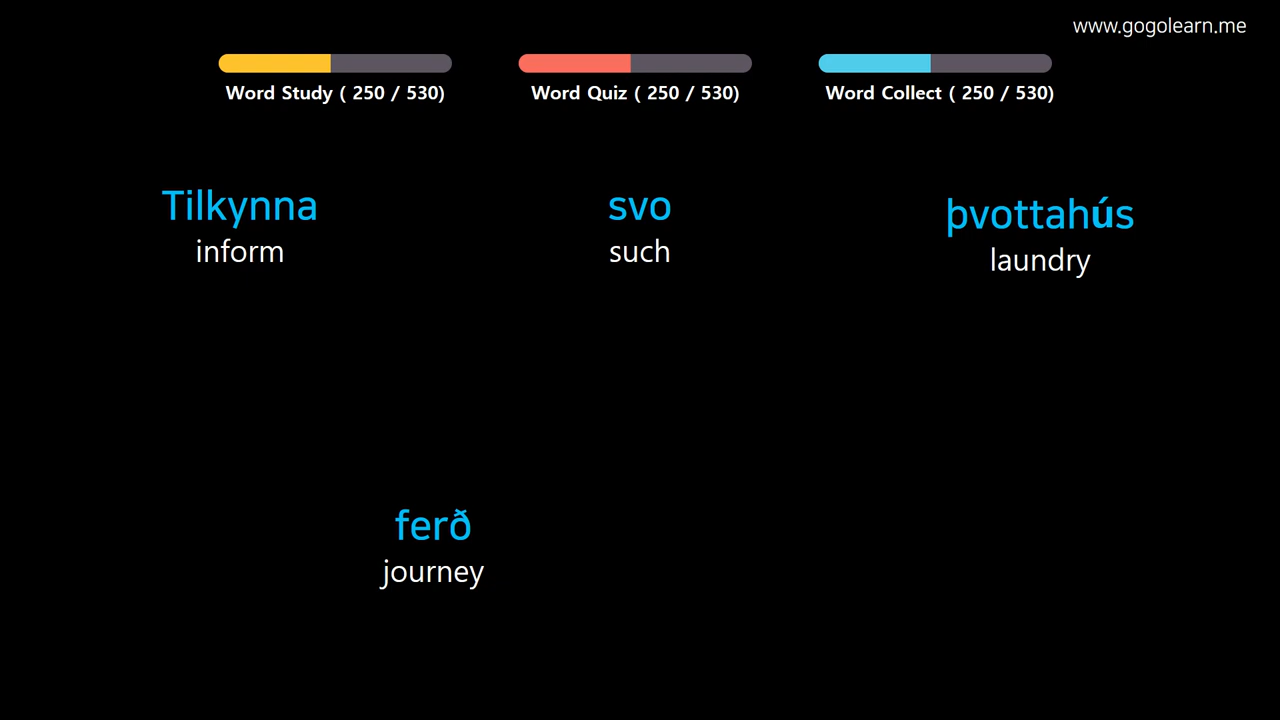 www.gogolearn.me
Word Study ( 250 / 530)
Word Quiz ( 250 / 530)
Word Collect ( 250 / 530)
Tilkynna
inform
svo
such
þvottahús
laundry
ferð
journey